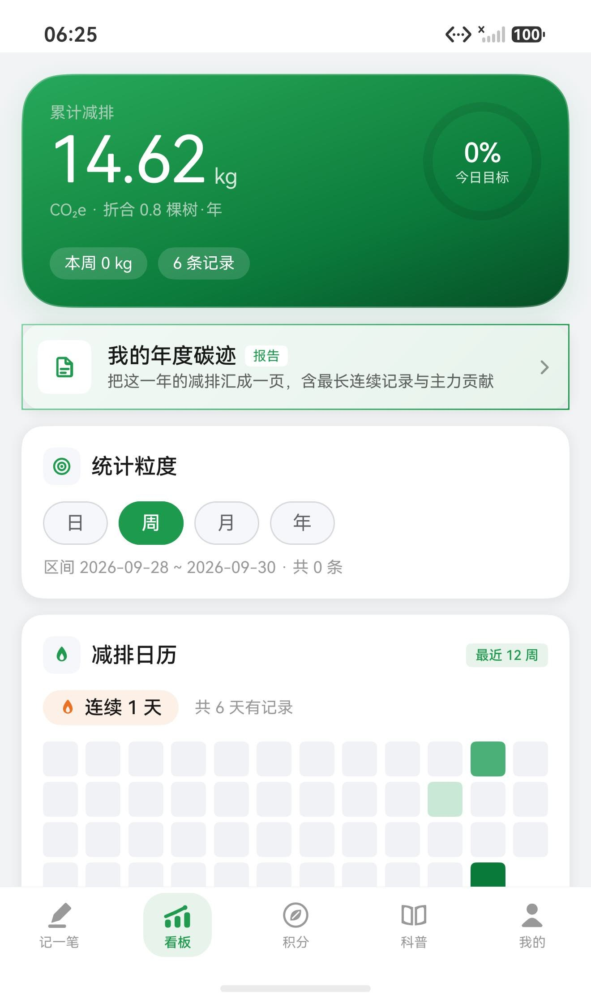 06:25
100
累计减排
14.62 kg
0%
今日目标
CO₂e · 折合 0.8 棵树·年
本周 0 kg
6 条记录
我的年度碳迹 报告
把这一年的减排汇成一页，含最长连续记录与主力贡献
统计粒度
日 周 月 年
区间 2026-09-28 ~ 2026-09-30 · 共 0 条
减排日历
最近 12 周
连续 1 天
共 6 天有记录
记一笔 看板 积分 科普 我的